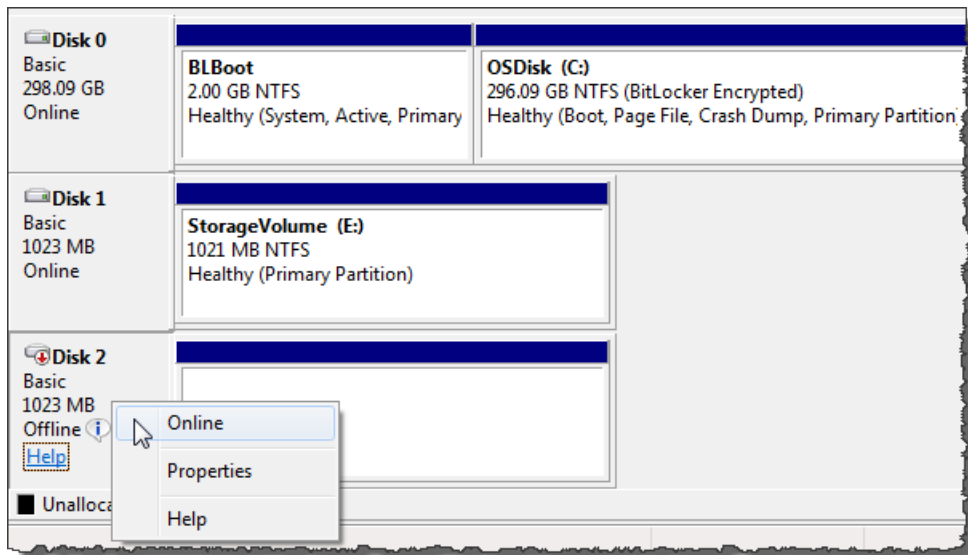 Disk 0
Basic
298.09 GB
Online
BLBoot
2.00 GB NTFS
Healthy (System, Active, Primary
OSDisk (C:)
296.09 GB NTFS (BitLocker Encrypted)
Healthy (Boot, Page File, Crash Dump, Primary Partition
Disk 1
Basic
1023 MB
Online
StorageVolume (E:)
1021 MB NTFS
Healthy (Primary Partition)
Disk 2
Basic
1023 MB
Offline
Help
Online
Properties
Help
Unalloca